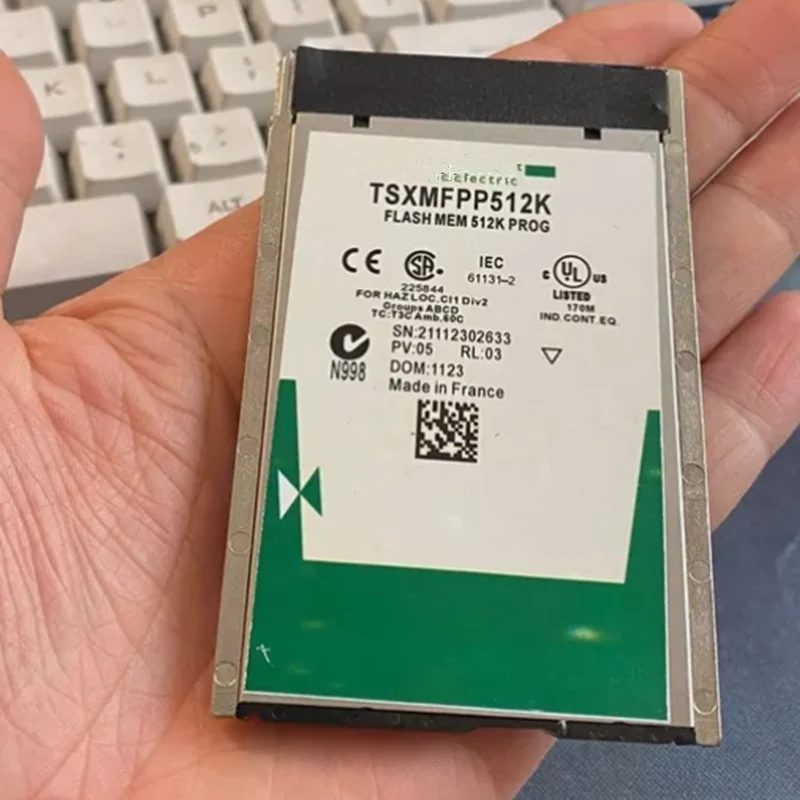 P
K
L
ALT
TSXMFPP512K
FLASH MEM 512K PROG
CE
SA
IEC
61131-2
c UL US
LISTED
225844
170M
FOR HAZ LOC.CI1 Div2
IND.CONT.EQ.
Groups ABCD
TC:T3C Amb.60C
SN:21112302633
PV:05 RL:03
N998
DOM:1123
Made in France